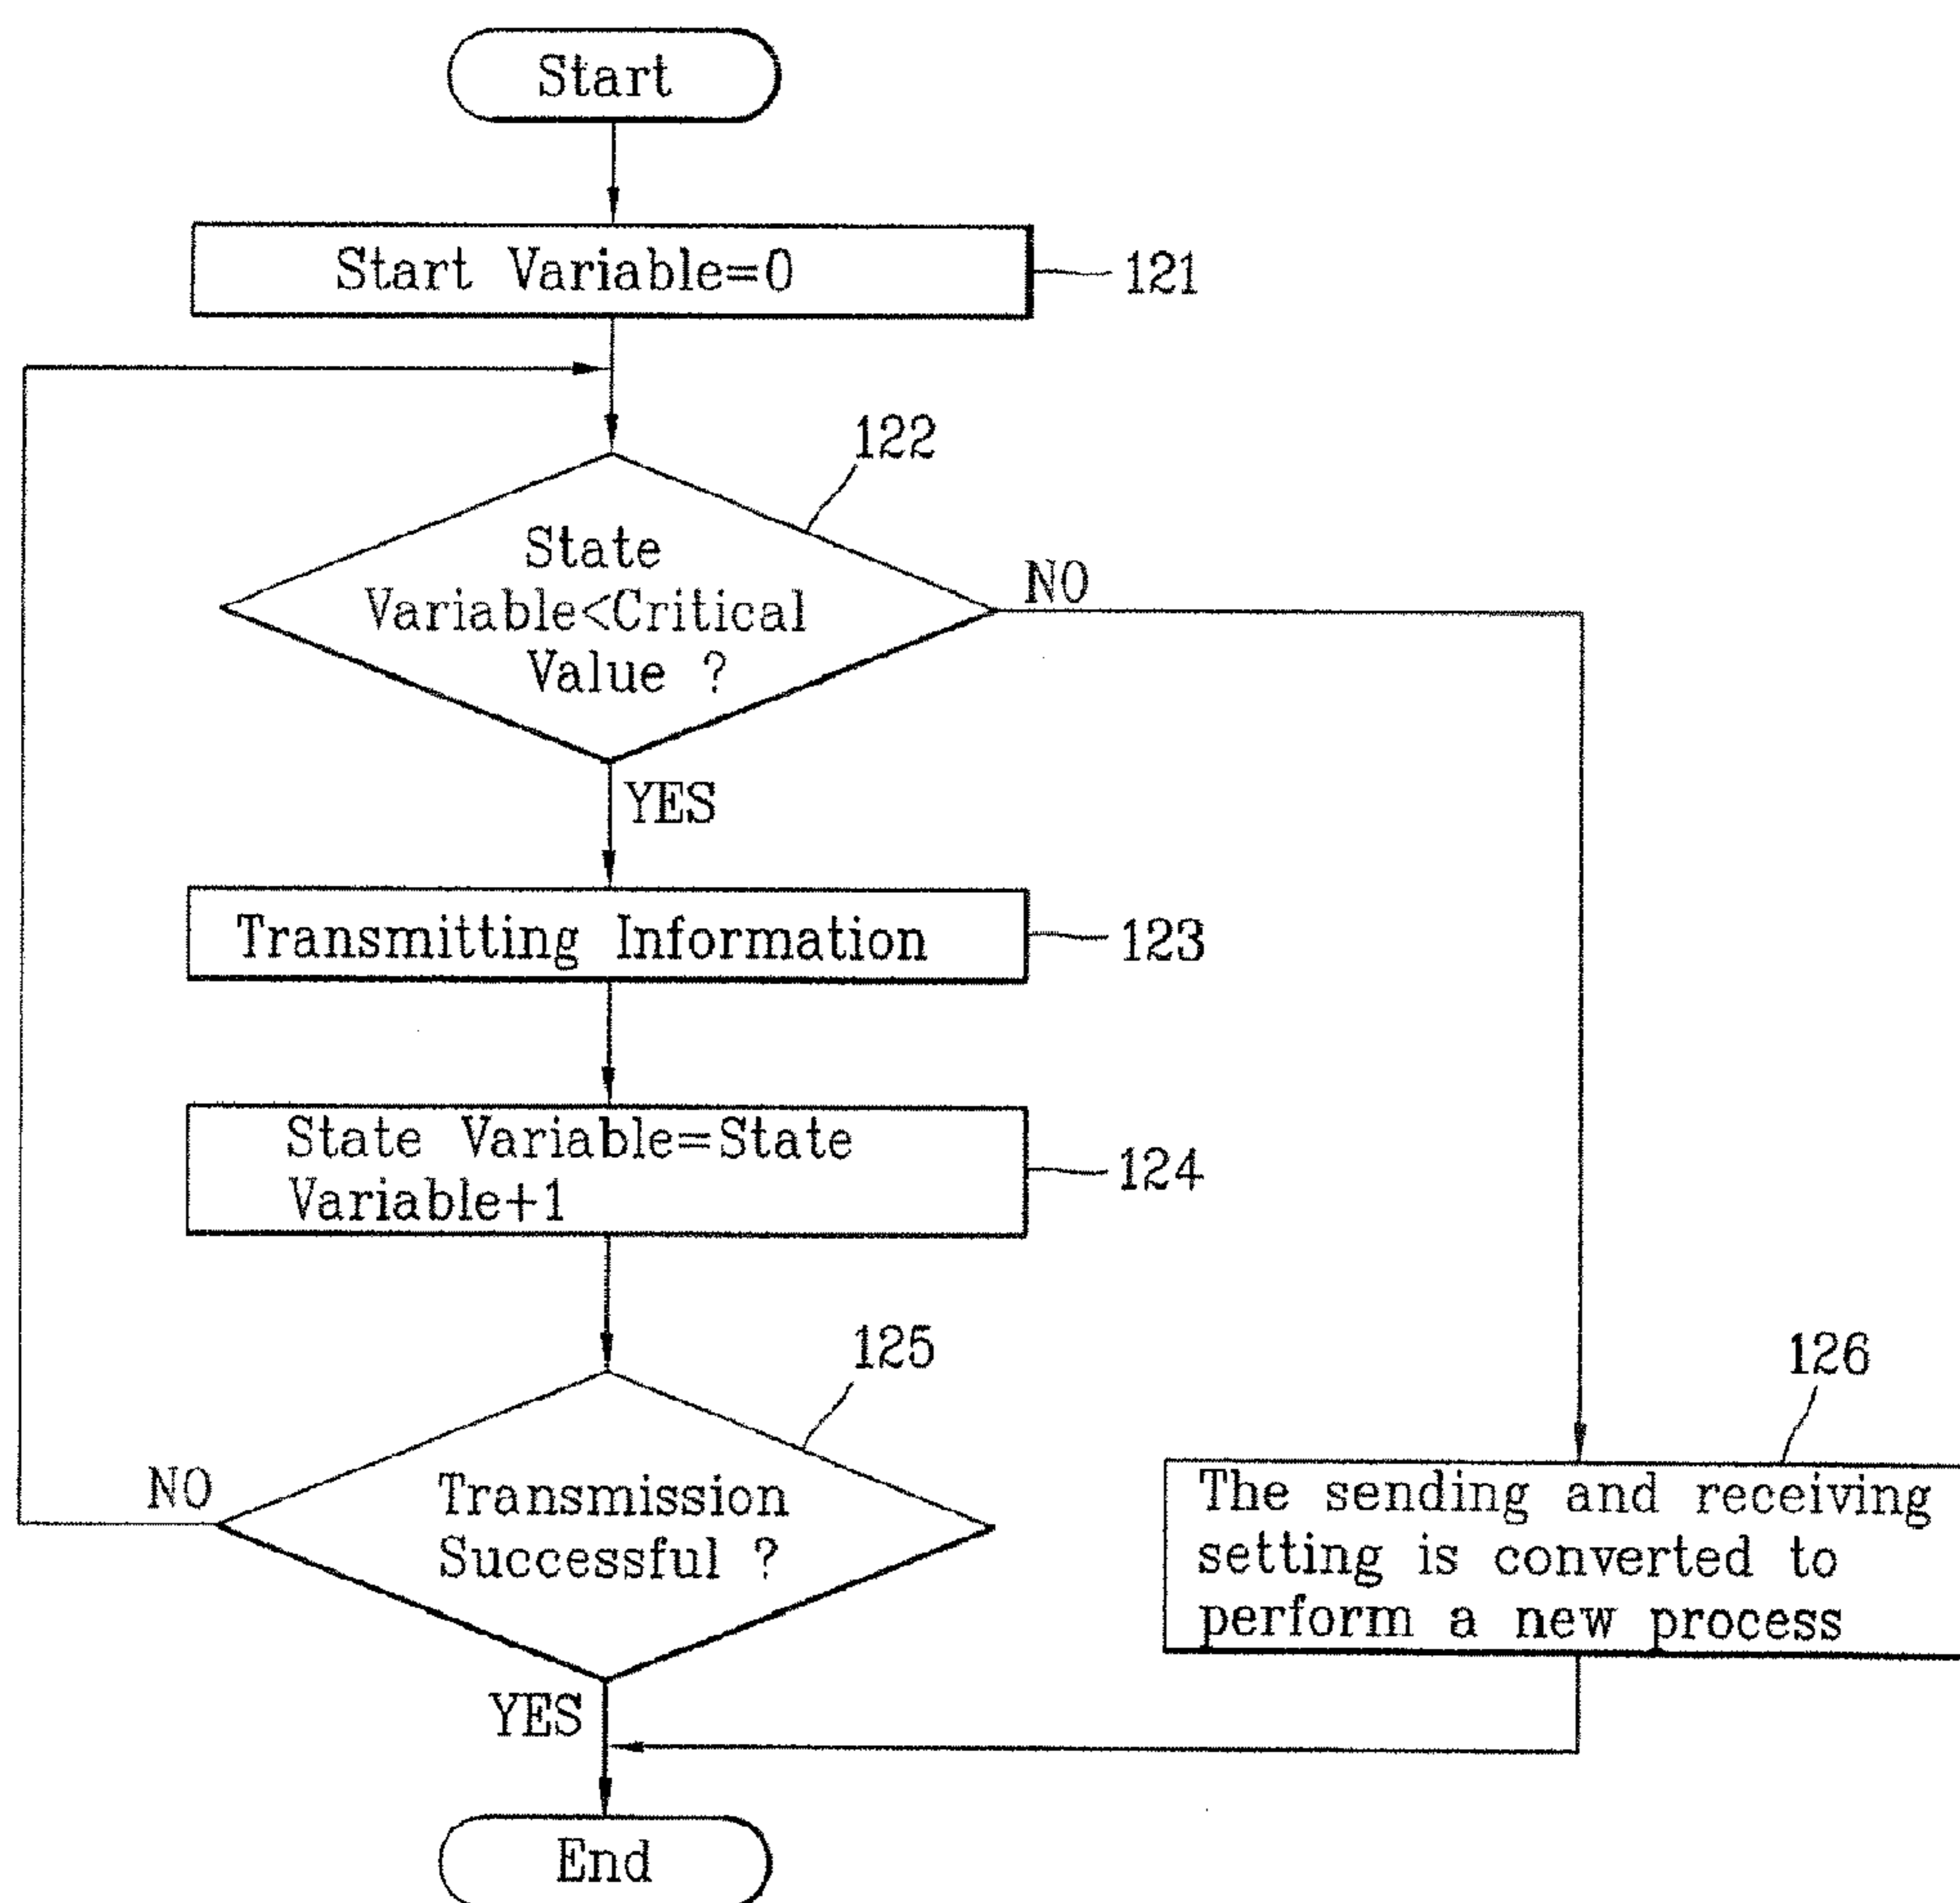 Start
Start Variable=0
121
122
State
Variable<Critical
Value ?
NO
YES
Transmitting Information
123
State Variable=State
Variable+1
124
125
NO
Transmission
Successful ?
YES
126
The sending and receiving
setting is converted to
perform a new process
End